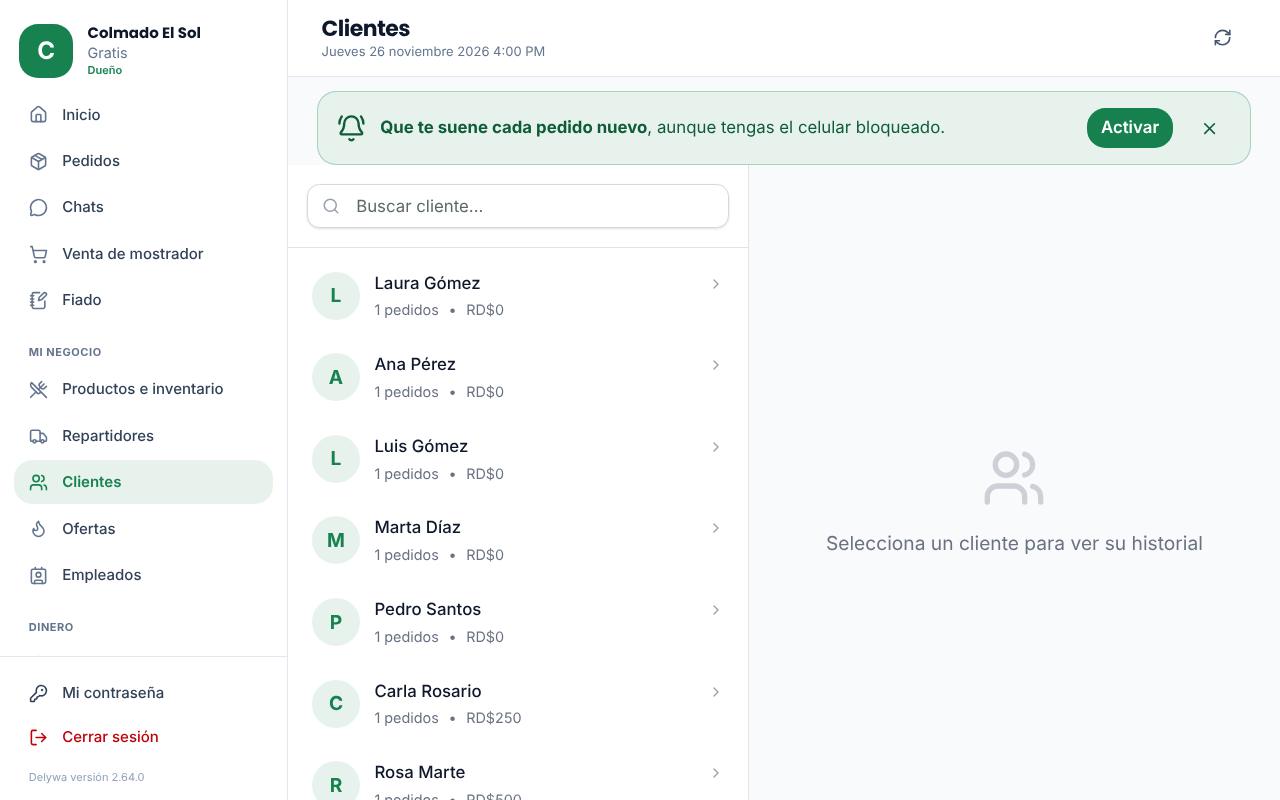 C
Colmado El Sol
Gratis
Dueño
Inicio
Pedidos
Chats
Venta de mostrador
Fiado
MI NEGOCIO
Productos e inventario
Repartidores
Clientes
Ofertas
Empleados
DINERO
Mi contraseña
Cerrar sesión
Delywa versión 2.64.0
Clientes
Jueves 26 noviembre 2026 4:00 PM
Que te suene cada pedido nuevo, aunque tengas el celular bloqueado.
Activar
Buscar cliente...
L
Laura Gómez
1 pedidos • RD$0
A
Ana Pérez
1 pedidos • RD$0
L
Luis Gómez
1 pedidos • RD$0
M
Marta Díaz
1 pedidos • RD$0
P
Pedro Santos
1 pedidos • RD$0
C
Carla Rosario
1 pedidos • RD$250
R
Rosa Marte
1 pedidos • RD$500
Selecciona un cliente para ver su historial